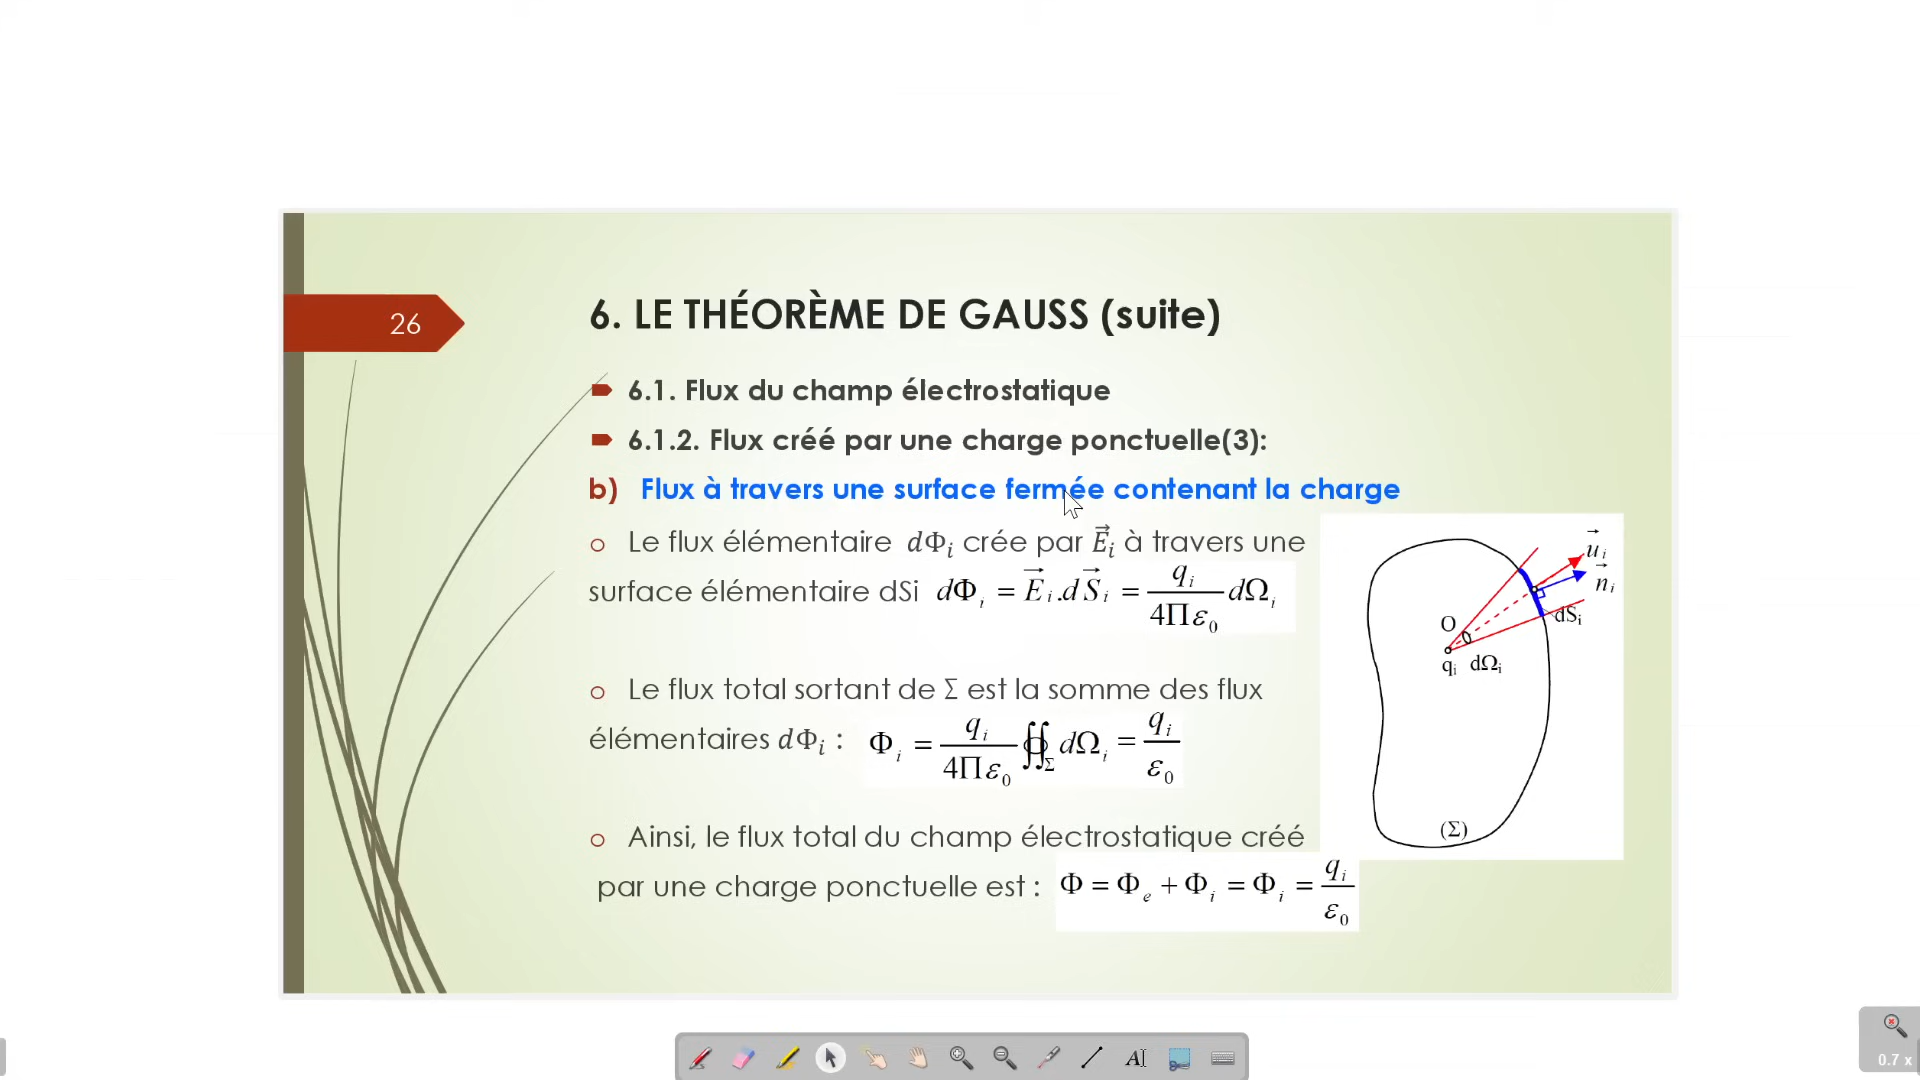 26
6. LE THÉORÈME DE GAUSS (suite)
6.1. Flux du champ électrostatique
6.1.2. Flux créé par une charge ponctuelle(3):
b) Flux à travers une surface fermée contenant la charge
o Le flux élémentaire dΦᵢ crée par E⃗ᵢ à travers une
surface élémentaire dSi dΦᵢ = E⃗ᵢ.dS⃗ᵢ = qᵢ/4Πε₀ dΩᵢ
o Le flux total sortant de Σ est la somme des flux
élémentaires dΦᵢ : Φᵢ = qᵢ/4Πε₀ ∯_Σ dΩᵢ = qᵢ/ε₀
o Ainsi, le flux total du champ électrostatique créé
par une charge ponctuelle est : Φ = Φₑ + Φᵢ = Φᵢ = qᵢ/ε₀
u⃗ᵢ
n⃗ᵢ
dSᵢ
O
qᵢ dΩᵢ
(Σ)
A
0.7 x